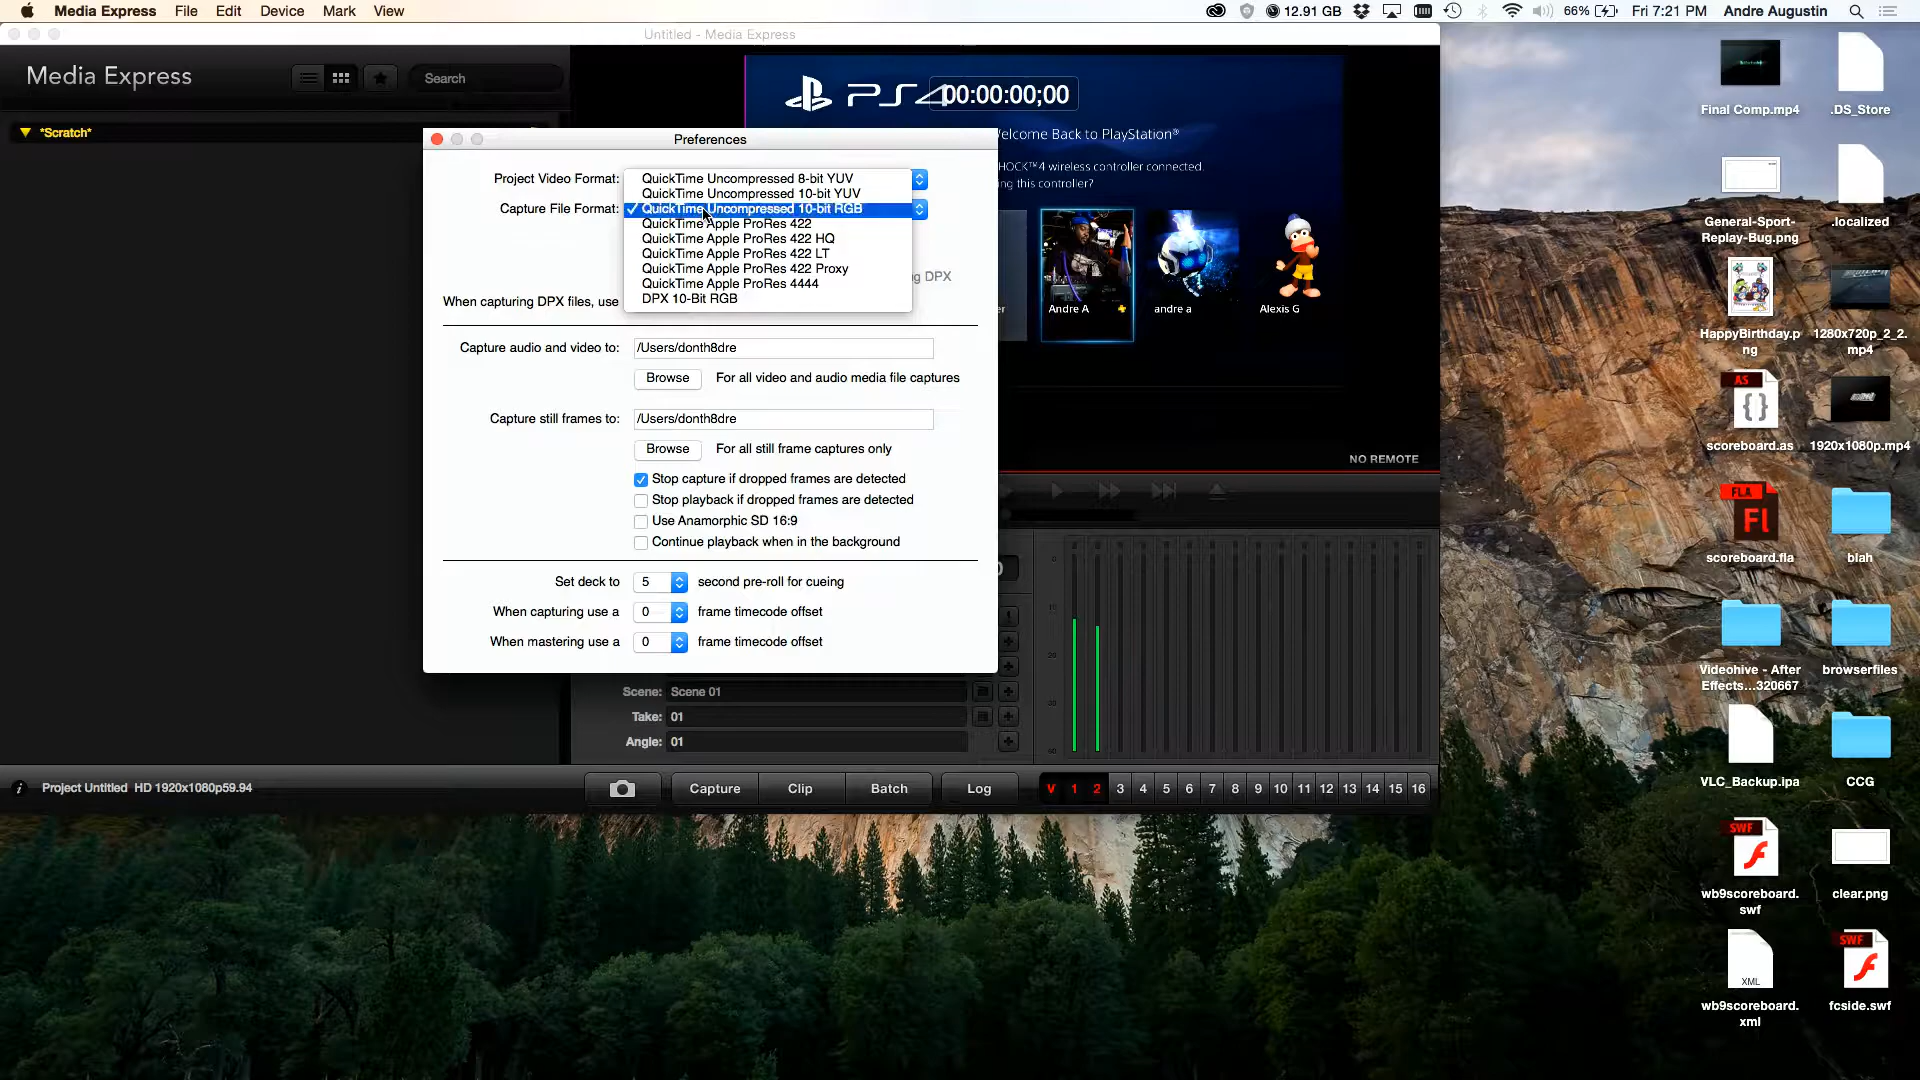 Media Express File Edit Device Mark View 12.91 GB 66% Fri 7:21 PM Andre Augustin
Untitled - Media Express
Media Express Search
*Scratch*
PS4 00:00:00;00
elcome Back to PlayStation®
HOCK™4 wireless controller connected.
ing this controller?
er
Andre A
andre a
Alexis G
NO REMOTE
Preferences
Project Video Format:
Capture File Format:
QuickTime Uncompressed 8-bit YUV
QuickTime Uncompressed 10-bit YUV
✓ QuickTime Uncompressed 10-bit RGB
QuickTime Apple ProRes 422
QuickTime Apple ProRes 422 HQ
QuickTime Apple ProRes 422 LT
QuickTime Apple ProRes 422 Proxy
QuickTime Apple ProRes 4444
DPX 10-Bit RGB
ng DPX
When capturing DPX files, use
Capture audio and video to: /Users/donth8dre
Browse For all video and audio media file captures
Capture still frames to: /Users/donth8dre
Browse For all still frame captures only
Stop capture if dropped frames are detected
Stop playback if dropped frames are detected
Use Anamorphic SD 16:9
Continue playback when in the background
Set deck to 5 second pre-roll for cueing
When capturing use a 0 frame timecode offset
When mastering use a 0 frame timecode offset
Scene: Scene 01
Take: 01
Angle: 01
Project Untitled HD 1920x1080p59.94
Capture Clip Batch Log V 1 2 3 4 5 6 7 8 9 10 11 12 13 14 15 16
Final Comp.mp4
.DS_Store
General-Sport-
Replay-Bug.png
.localized
HappyBirthday.p
ng
1280x720p_2_2.
mp4
AS
scoreboard.as
1920x1080p.mp4
FLA
Fl
scoreboard.fla
blah
Videohive - After
Effects...320667
browserfiles
VLC_Backup.ipa
CCG
SWF
wb9scoreboard.
swf
clear.png
XML
wb9scoreboard.
xml
SWF
fcside.swf